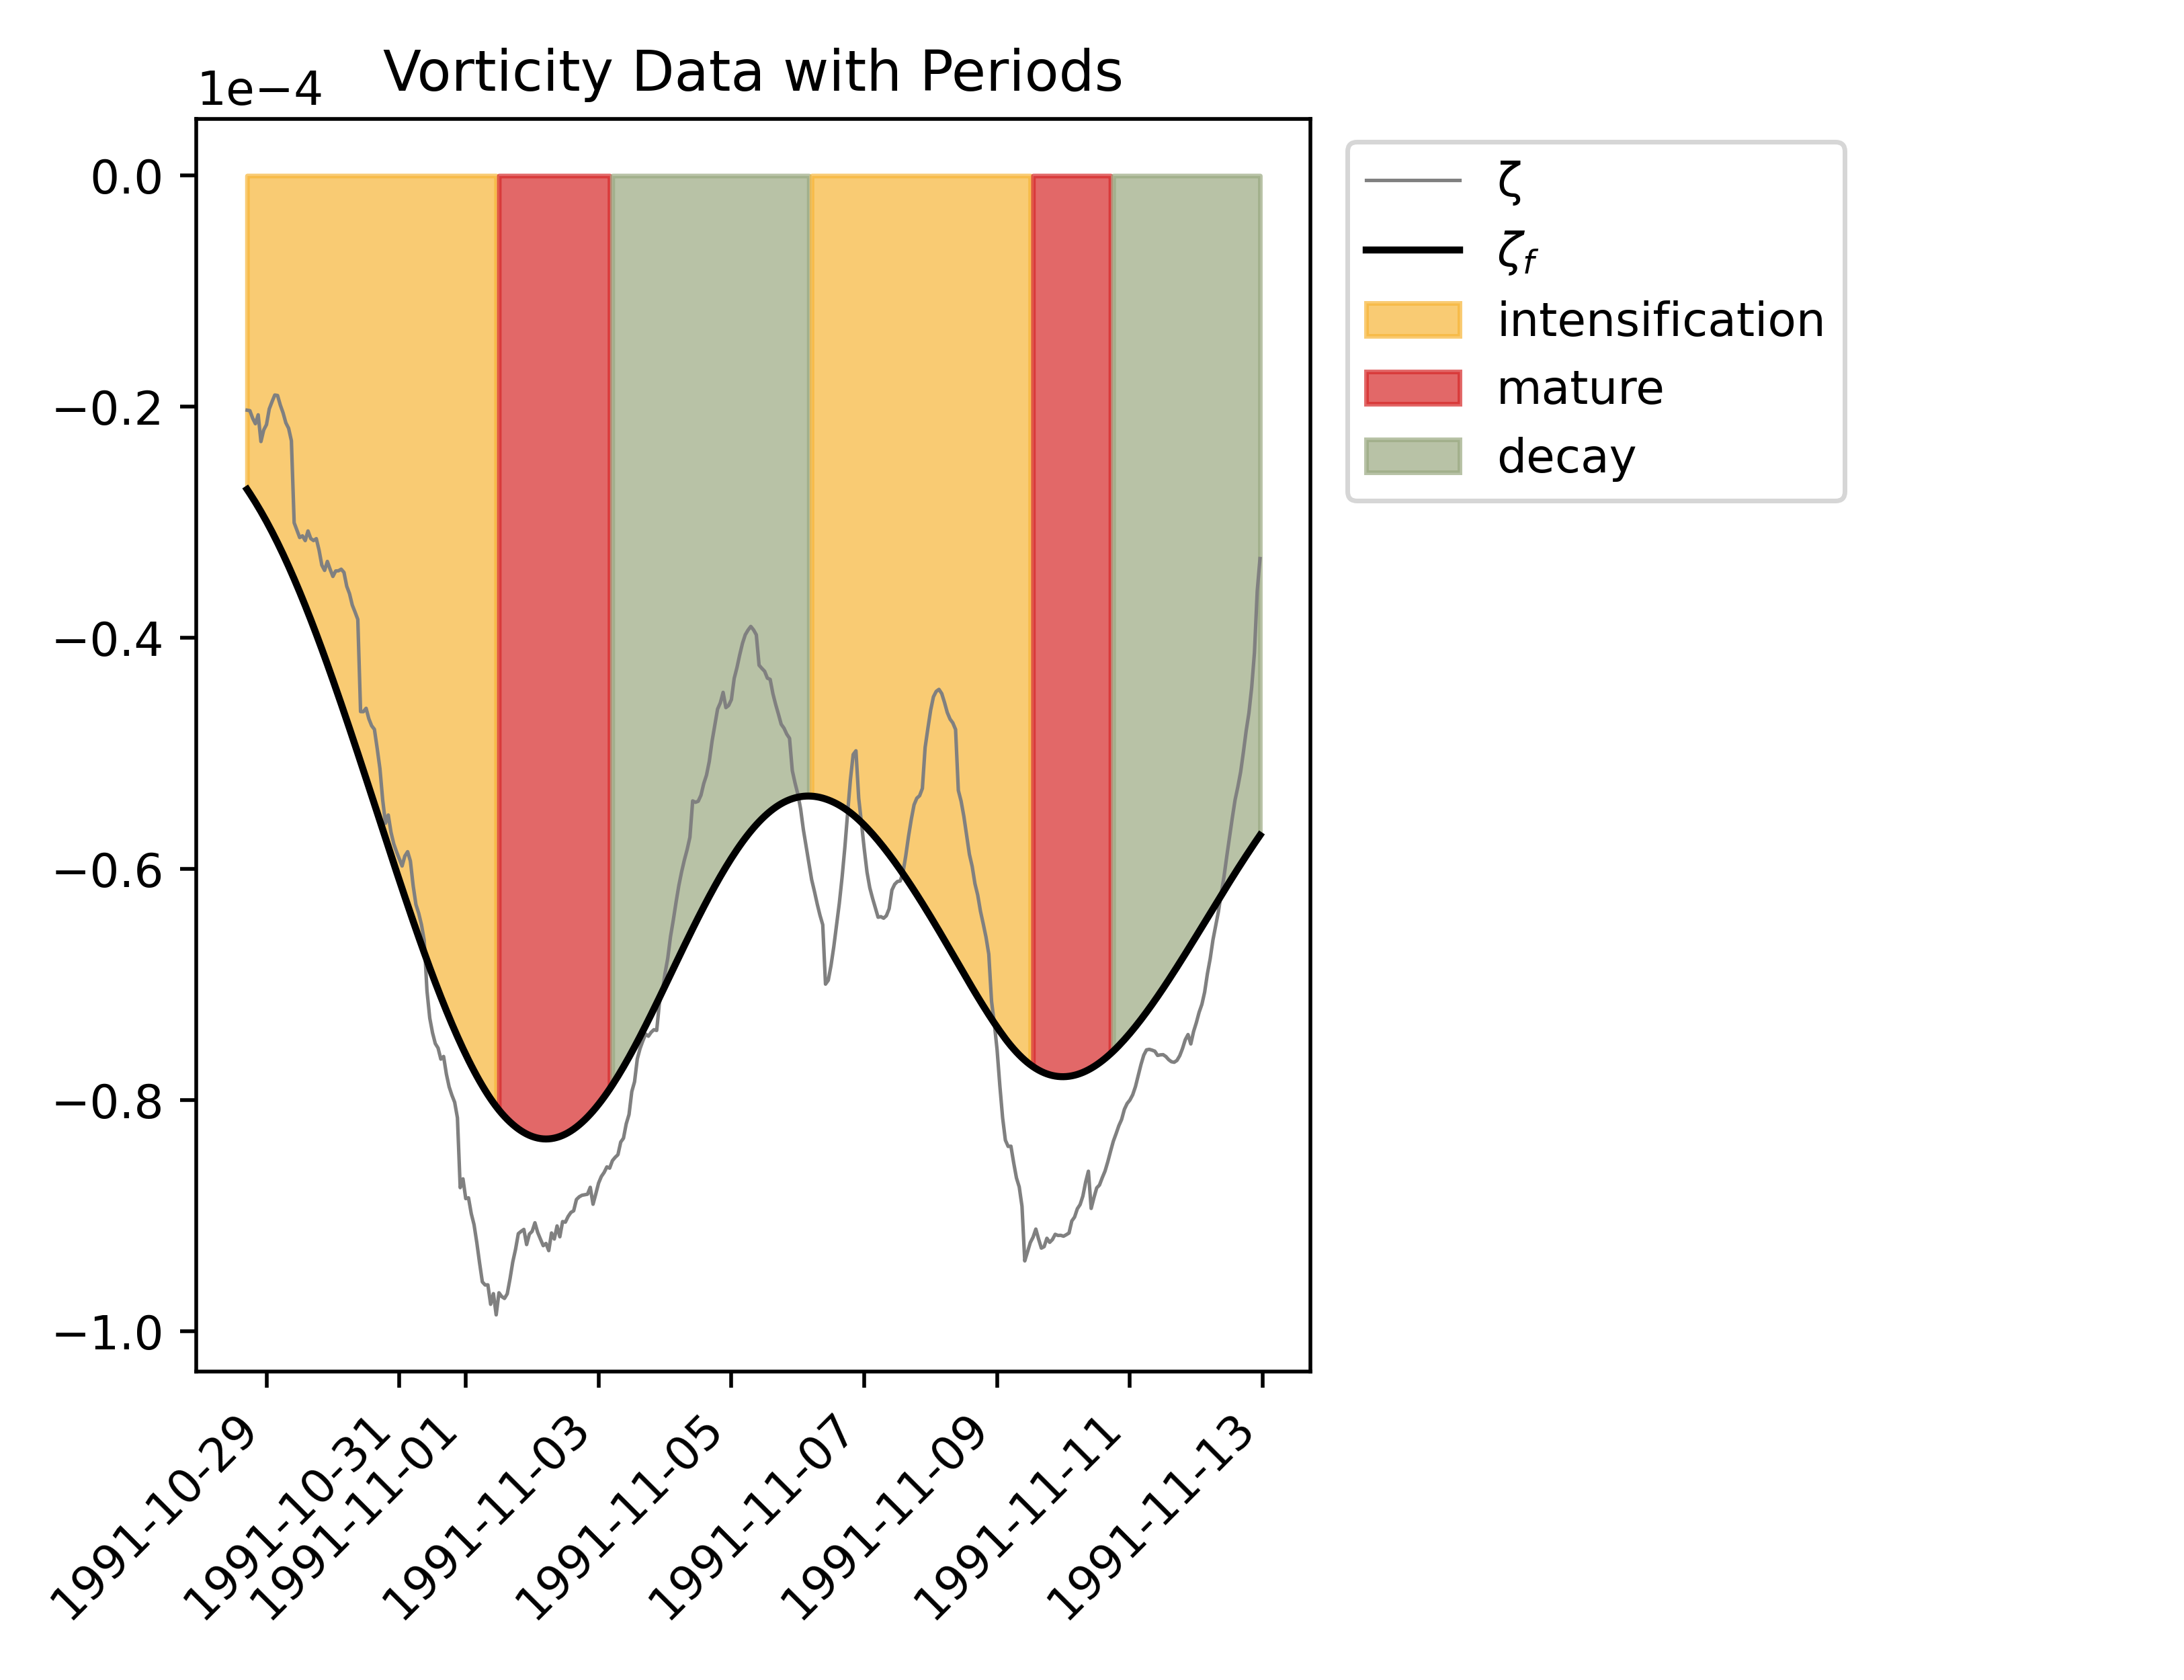 Vorticity Data with Periods
1e−4
0.0
−0.2
−0.4
−0.6
−0.8
−1.0
1991-10-29
1991-10-31
1991-11-01
1991-11-03
1991-11-05
1991-11-07
1991-11-09
1991-11-11
1991-11-13
ζ
ζf
intensification
mature
decay